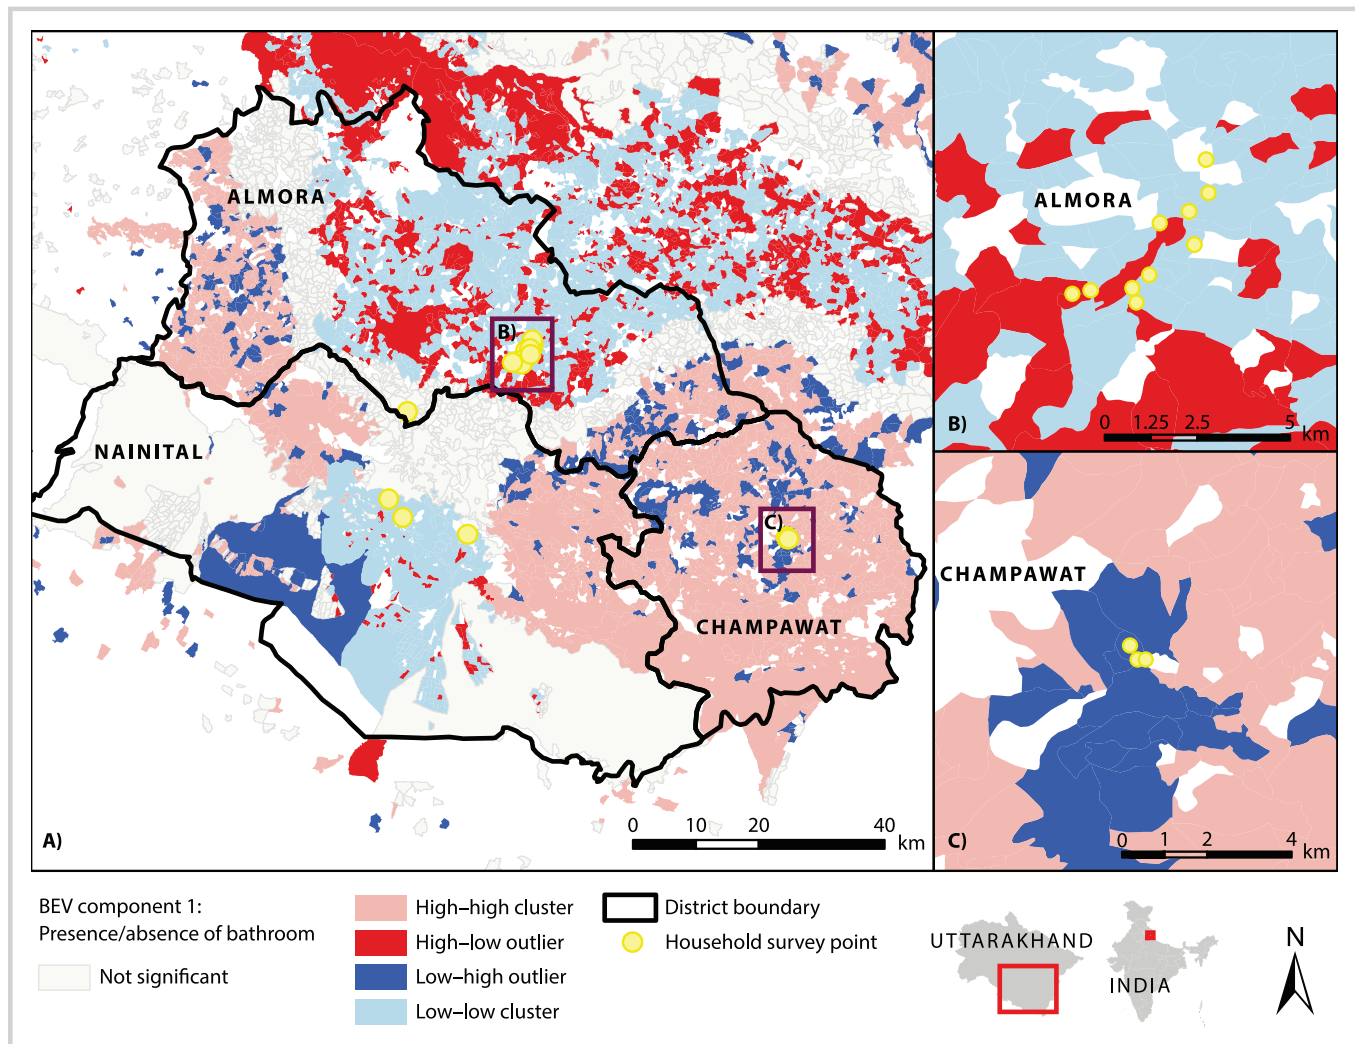 ALMORA
NAINITAL
CHAMPAWAT
B)
C)
A)
0 10 20 40
km
ALMORA
B)
0 1.25 2.5 5
km
CHAMPAWAT
C)
0 1 2 4
km
BEV component 1:
Presence/absence of bathroom
Not significant
High–high cluster
High–low outlier
Low–high outlier
Low–low cluster
District boundary
Household survey point
UTTARAKHAND
INDIA
N